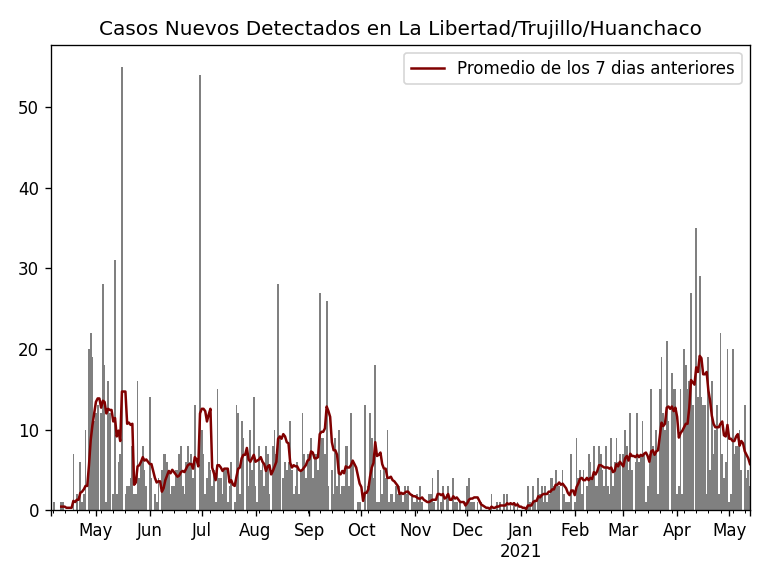 Casos Nuevos Detectados en La Libertad/Trujillo/Huanchaco
Promedio de los 7 dias anteriores
50
40
30
20
10
0
May Jun Jul Aug Sep Oct Nov Dec Jan Feb Mar Apr May
2021